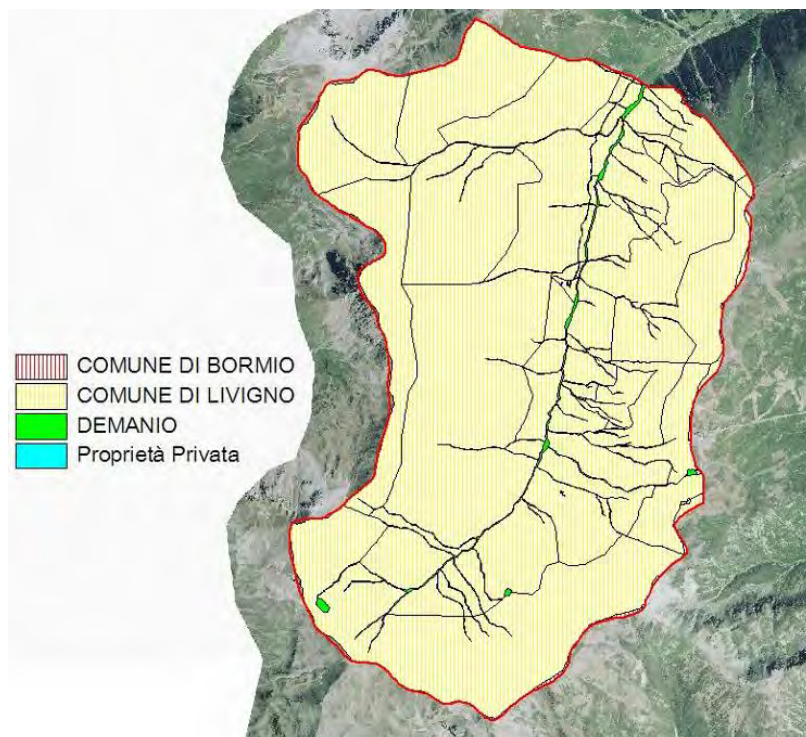 COMUNE DI BORMIO
COMUNE DI LIVIGNO
DEMANIO
Proprietà Privata